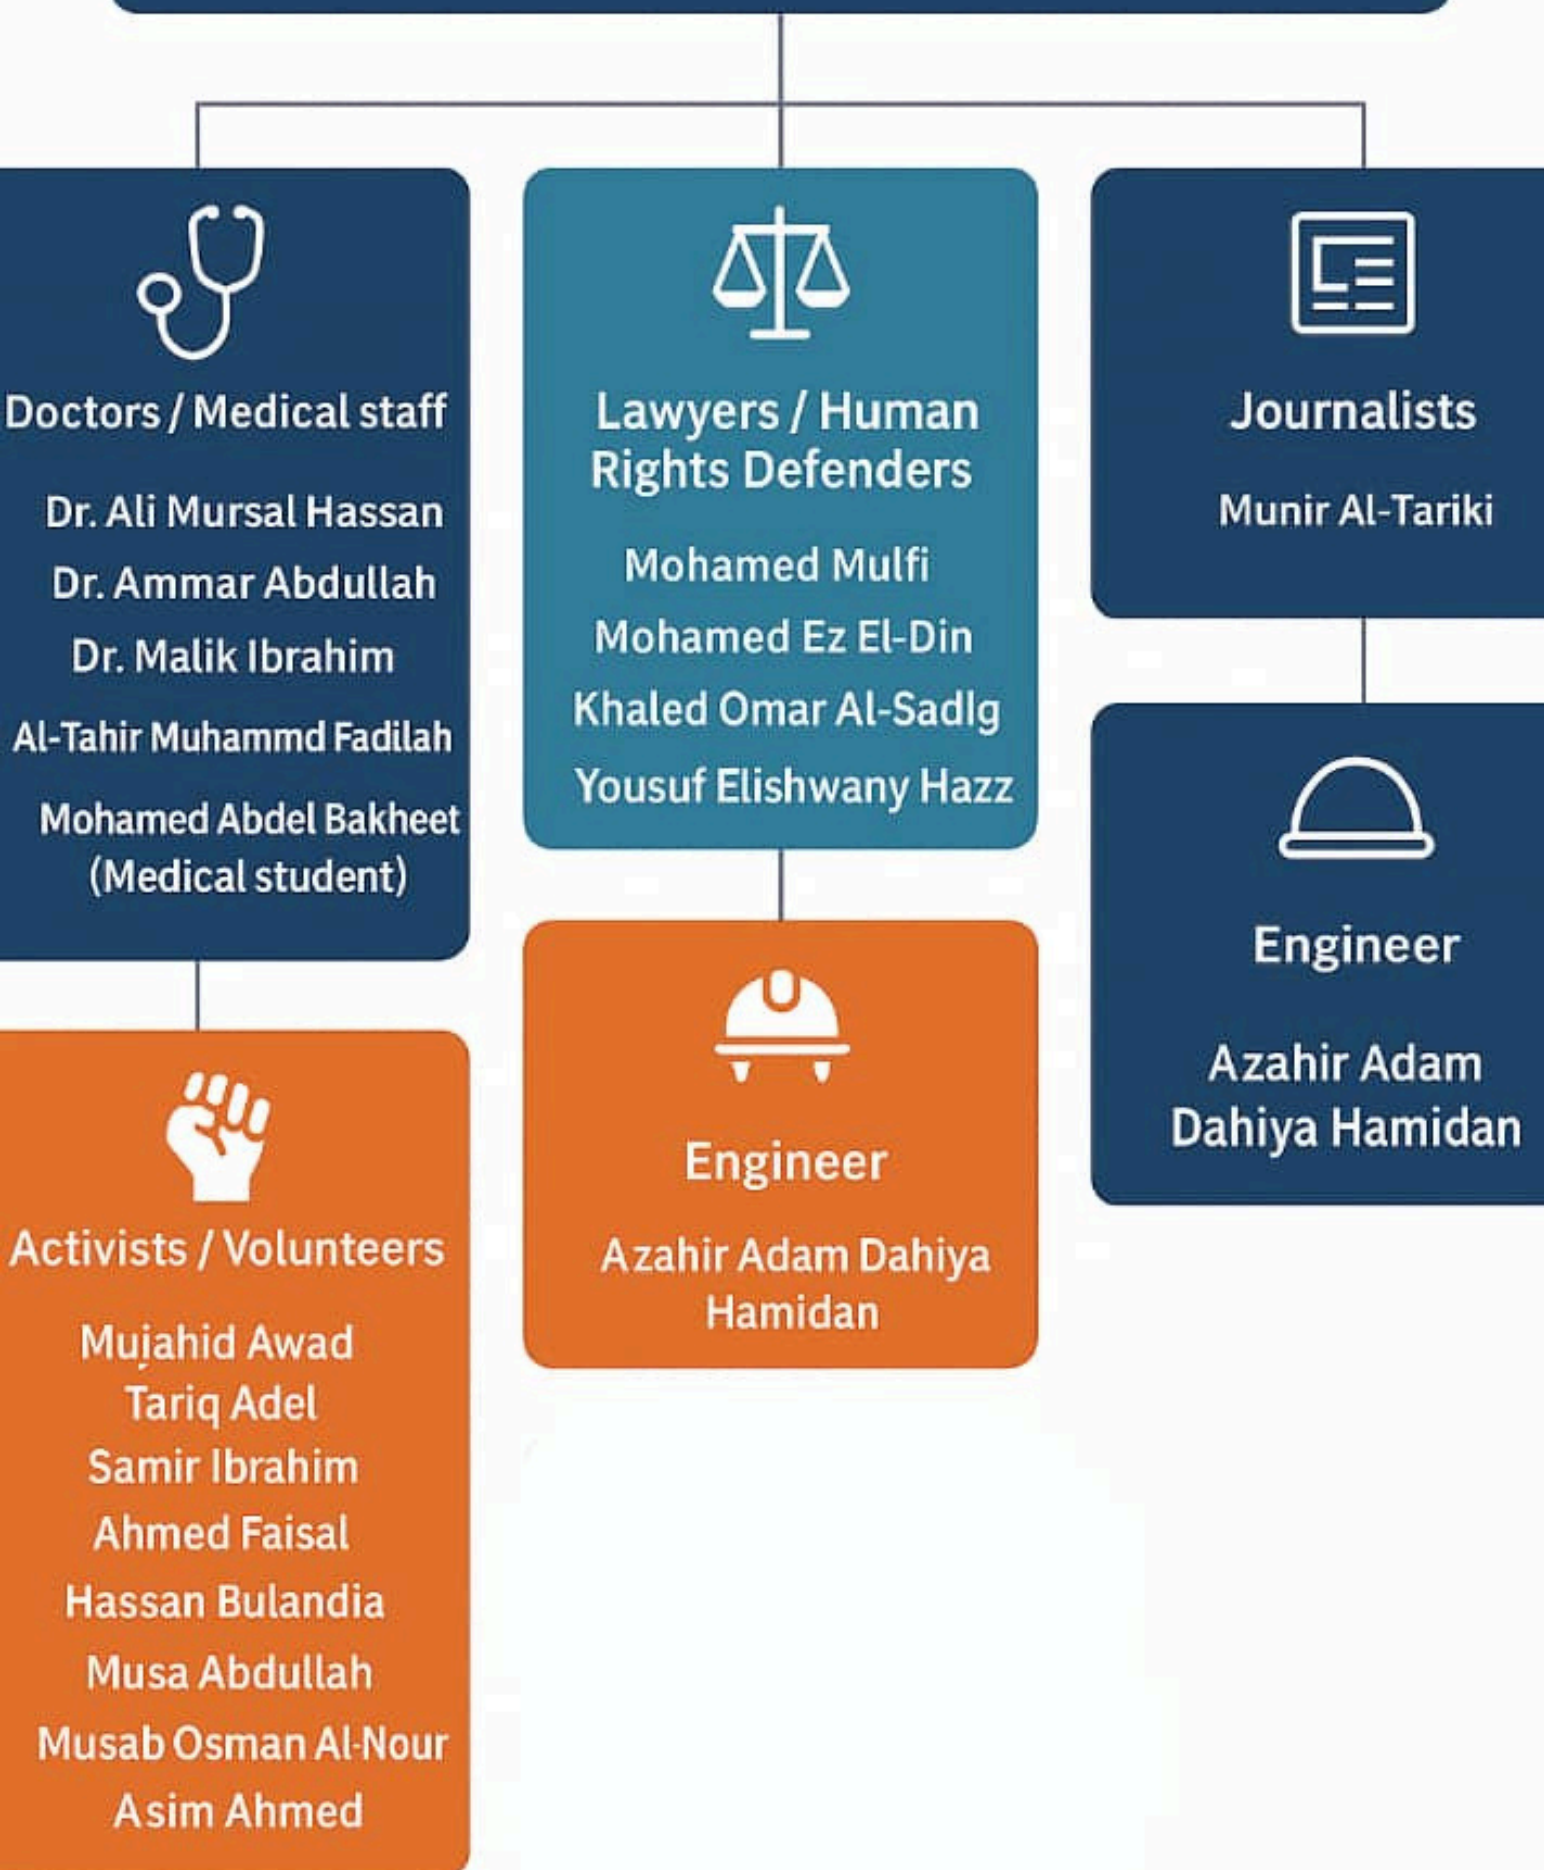 Doctors / Medical staff
Dr. Ali Mursal Hassan
Dr. Ammar Abdullah
Dr. Malik Ibrahim
Al-Tahir Muhammd Fadilah
Mohamed Abdel Bakheet
(Medical student)
Activists / Volunteers
Mujahid Awad
Tariq Adel
Samir Ibrahim
Ahmed Faisal
Hassan Bulandia
Musa Abdullah
Musab Osman Al-Nour
Asim Ahmed
Lawyers / Human
Rights Defenders
Mohamed Mulfi
Mohamed Ez El-Din
Khaled Omar Al-SadIg
Yousuf Elishwany Hazz
Engineer
Azahir Adam Dahiya
Hamidan
Journalists
Munir Al-Tariki
Engineer
Azahir Adam
Dahiya Hamidan